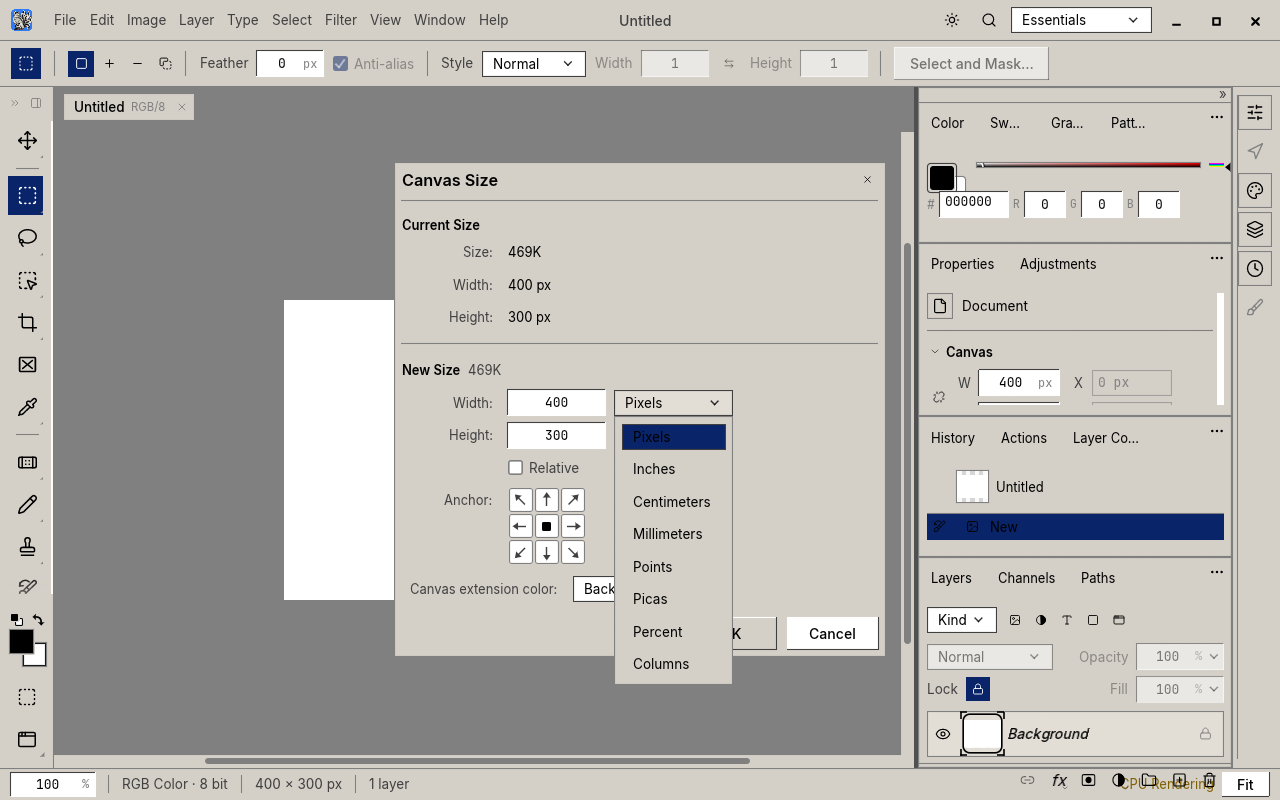 File Edit Image Layer Type Select Filter View Window Help Untitled Essentials
Feather 0 px Anti-alias Style Normal Width 1 Height 1 Select and Mask...
Untitled RGB/8
Canvas Size
Current Size
Size: 469K
Width: 400 px
Height: 300 px
New Size 469K
Width: 400 Pixels
Height: 300
Relative
Anchor:
Canvas extension color: Back
K Cancel
Pixels
Inches
Centimeters
Millimeters
Points
Picas
Percent
Columns
Color Sw... Gra... Patt...
# 000000 R 0 G 0 B 0
Properties Adjustments
Document
Canvas
W 400 px X 0 px
History Actions Layer Co...
Untitled
New
Layers Channels Paths
Kind
Normal Opacity 100 %
Lock Fill 100 %
Background
fx CPU Rendering Fit
100 % RGB Color · 8 bit 400 × 300 px 1 layer